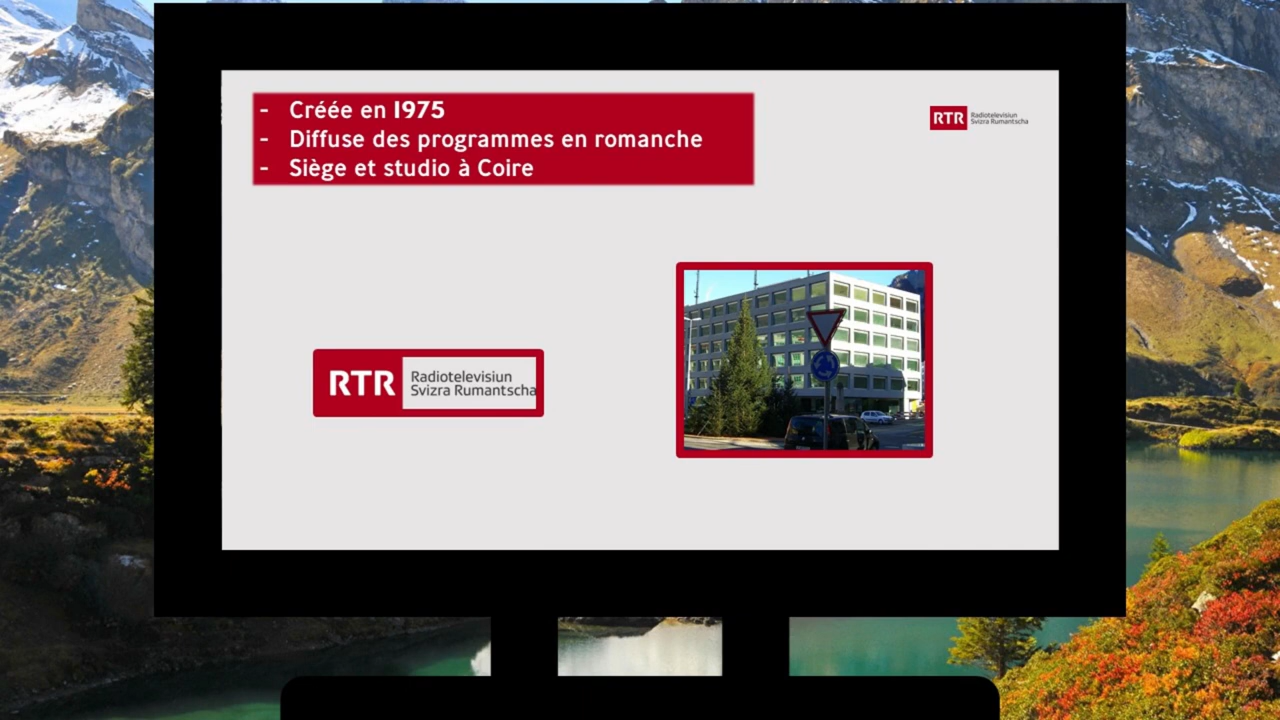 - Créée en 1975
- Diffuse des programmes en romanche
- Siège et studio à Coire
RTR Radiotelevisiun
Svizra Rumantscha
RTR Radiotelevisiun
Svizra Rumantscha